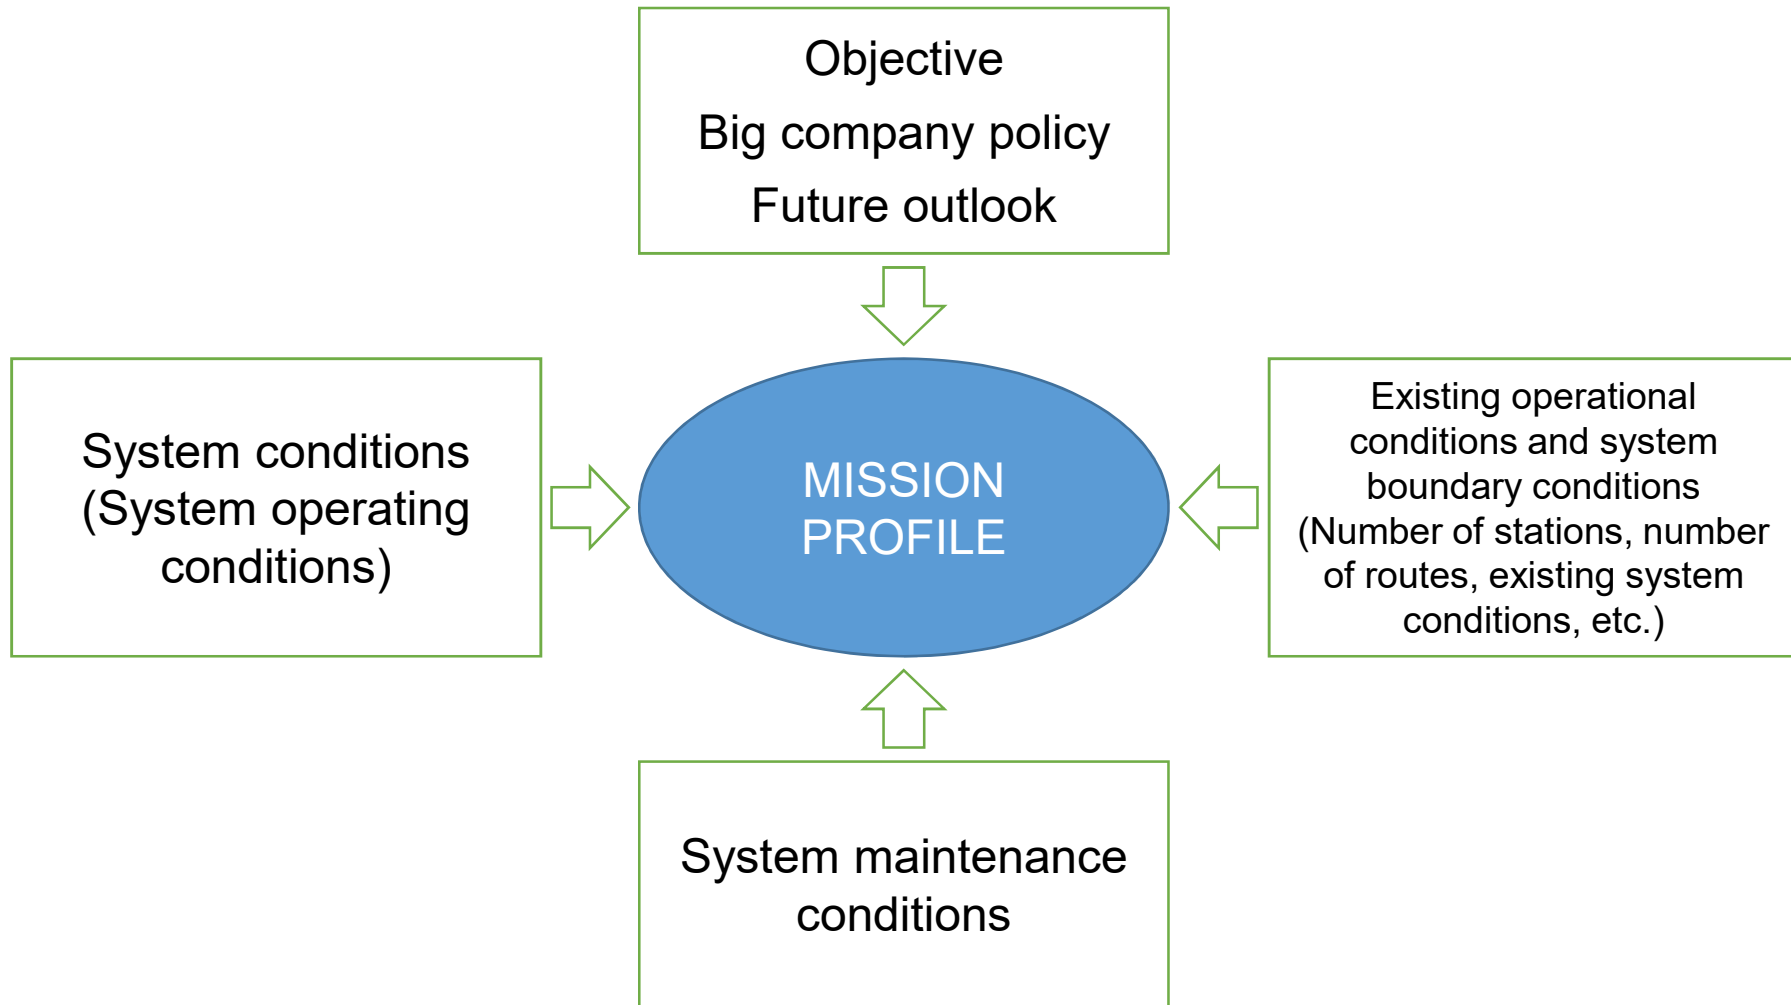 Objective
Big company policy
Future outlook
System conditions
(System operating
conditions)
MISSION
PROFILE
Existing operational
conditions and system
boundary conditions
(Number of stations, number
of routes, existing system
conditions, etc.)
System maintenance
conditions